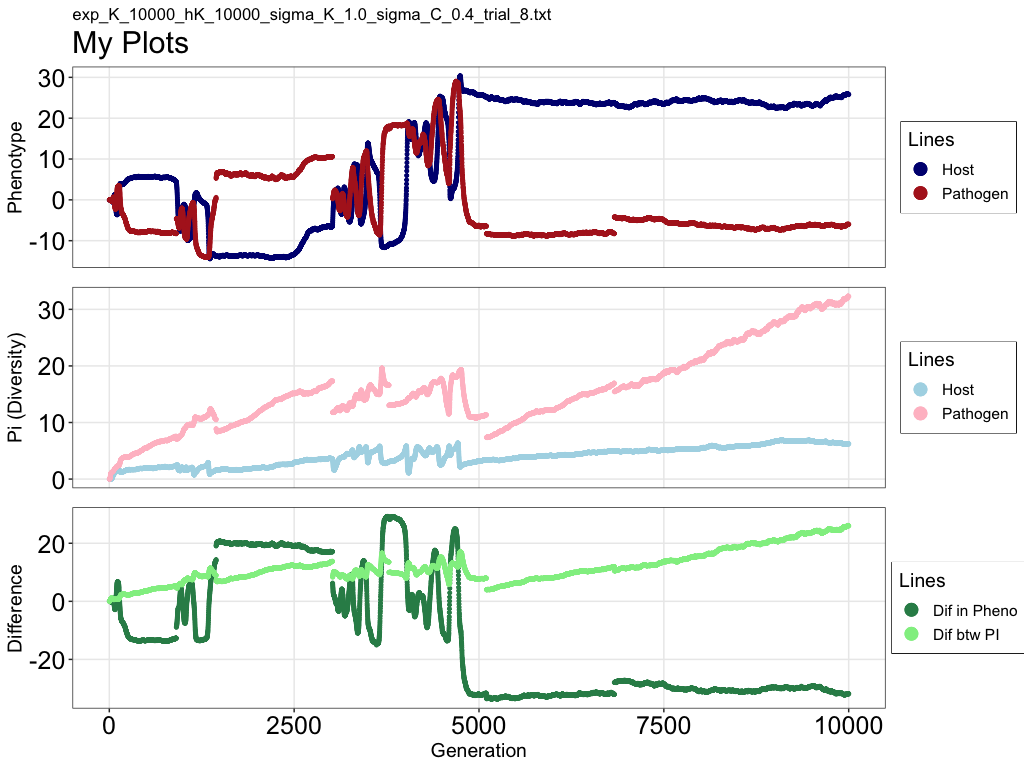 exp_K_10000_hK_10000_sigma_K_1.0_sigma_C_0.4_trial_8.txt
My Plots
Phenotype
30
20
10
0
-10
Lines
Host
Pathogen
Pi (Diversity)
30
20
10
0
Lines
Host
Pathogen
Difference
20
0
-20
Lines
Dif in Pheno
Dif btw PI
0 2500 5000 7500 10000
Generation